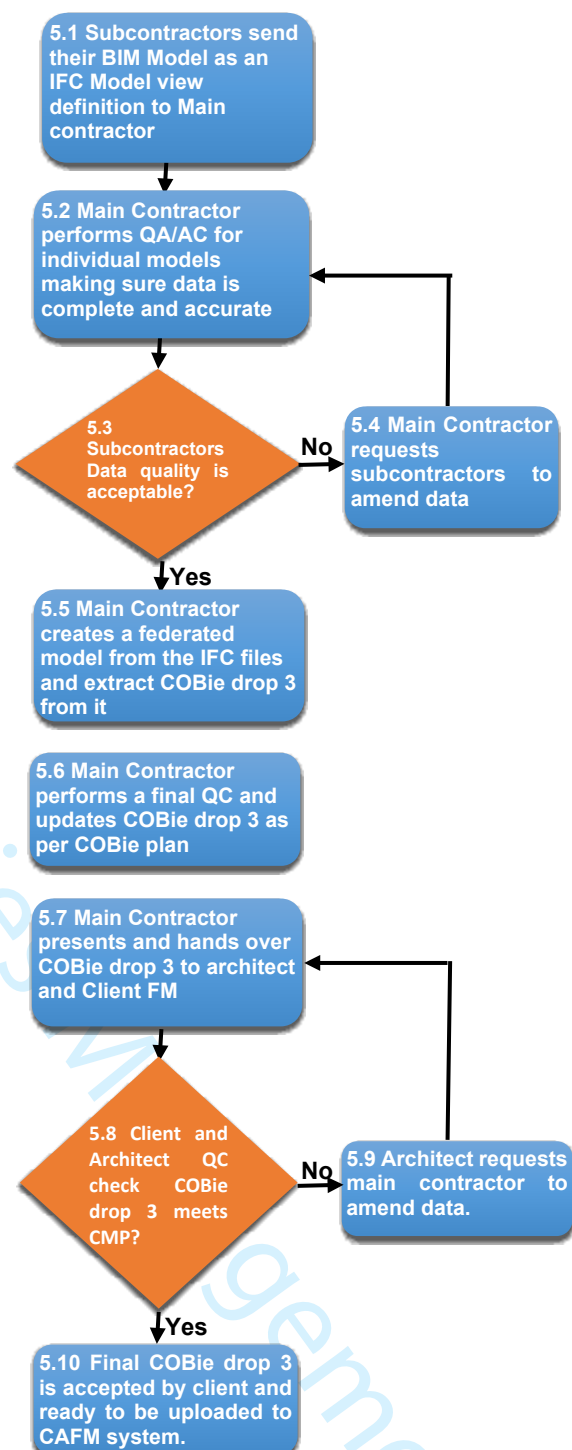 5.1 Subcontractors send
their BIM Model as an
IFC Model view
definition to Main
contractor
5.2 Main Contractor
performs QA/AC for
individual models
making sure data is
complete and accurate
5.3
Subcontractors
Data quality is
acceptable?
No
5.4 Main Contractor
requests
subcontractors to
amend data
Yes
5.5 Main Contractor
creates a federated
model from the IFC files
and extract COBie drop 3
from it
5.6 Main Contractor
performs a final QC and
updates COBie drop 3 as
per COBie plan
5.7 Main Contractor
presents and hands over
COBie drop 3 to architect
and Client FM
5.8 Client and
Architect QC
check COBie
drop 3 meets
CMP?
No
5.9 Architect requests
main contractor to
amend data.
Yes
5.10 Final COBie drop 3
is accepted by client and
ready to be uploaded to
CAFM system.